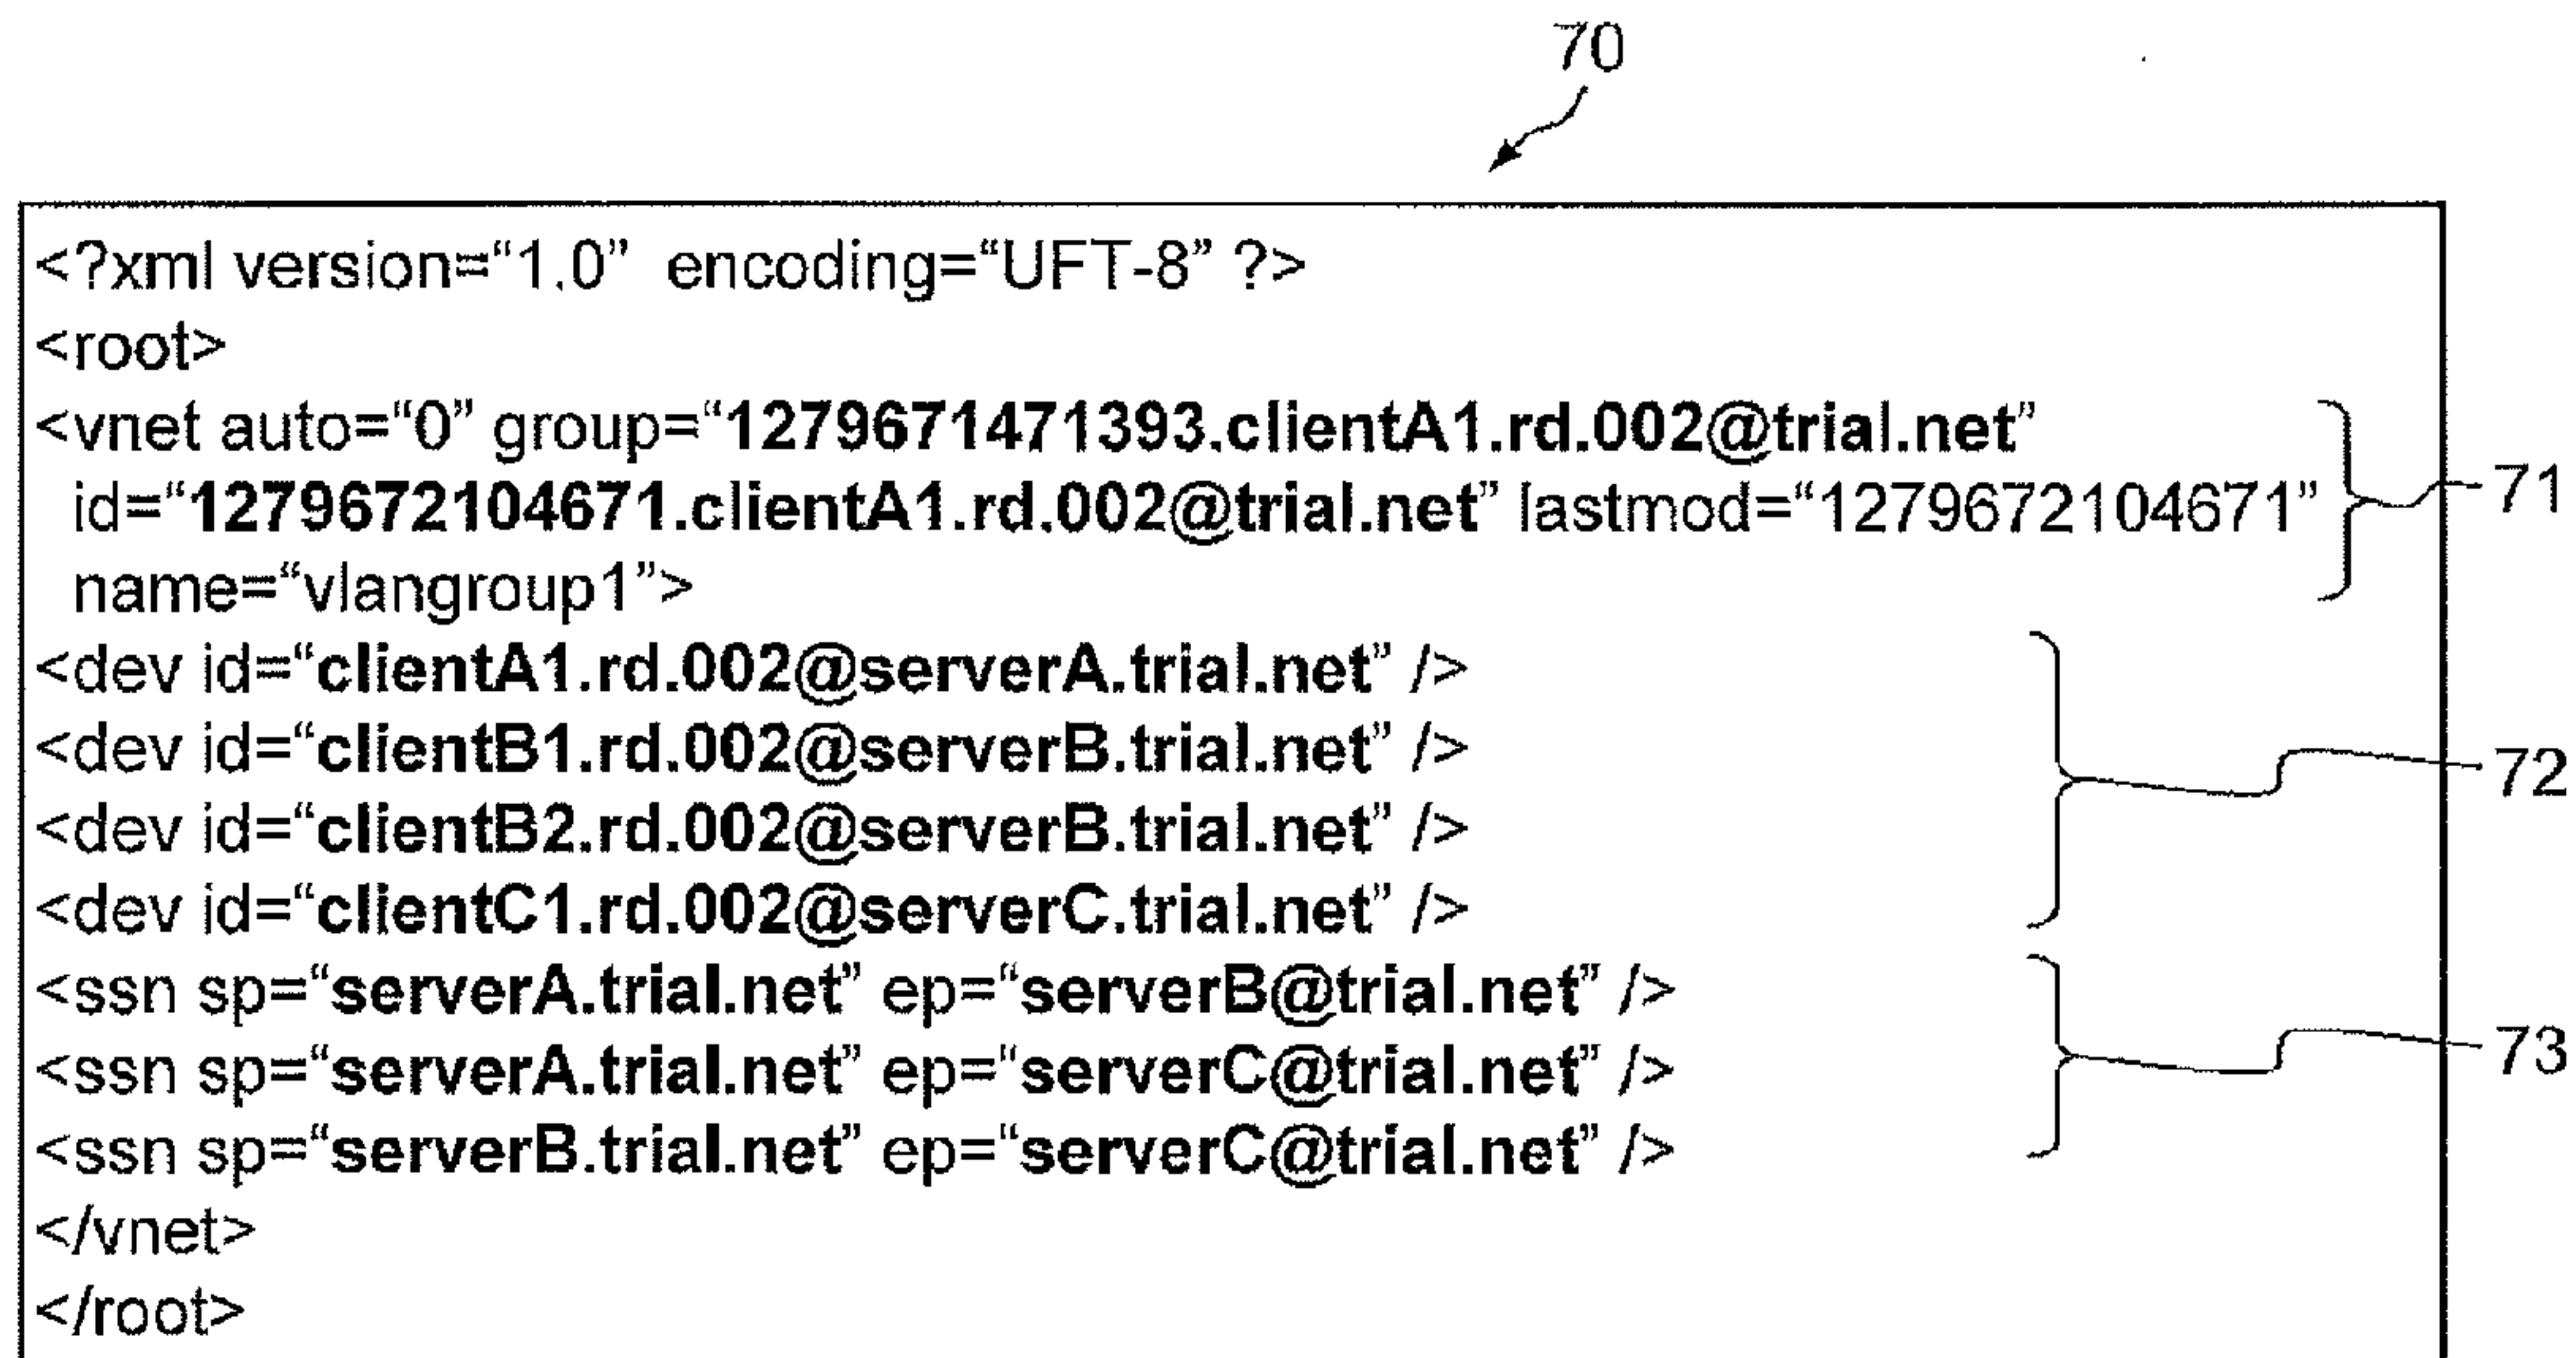 70
<?xml version=“1.0”  encoding=“UFT-8” ?>
<root>
<vnet auto=“0” group=“1279671471393.clientA1.rd.002@trial.net”
id=“1279672104671.clientA1.rd.002@trial.net” lastmod=“1279672104671”
71
name=“vlangroup1”>
<dev id=“clientA1.rd.002@serverA.trial.net” />
<dev id=“clientB1.rd.002@serverB.trial.net” />
72
<dev id=“clientB2.rd.002@serverB.trial.net” />
<dev id=“clientC1.rd.002@serverC.trial.net” />
<ssn sp=“serverA.trial.net” ep=“serverB@trial.net” />
<ssn sp=“serverA.trial.net” ep=“serverC@trial.net” />
73
<ssn sp=“serverB.trial.net” ep=“serverC@trial.net” />
</vnet>
</root>